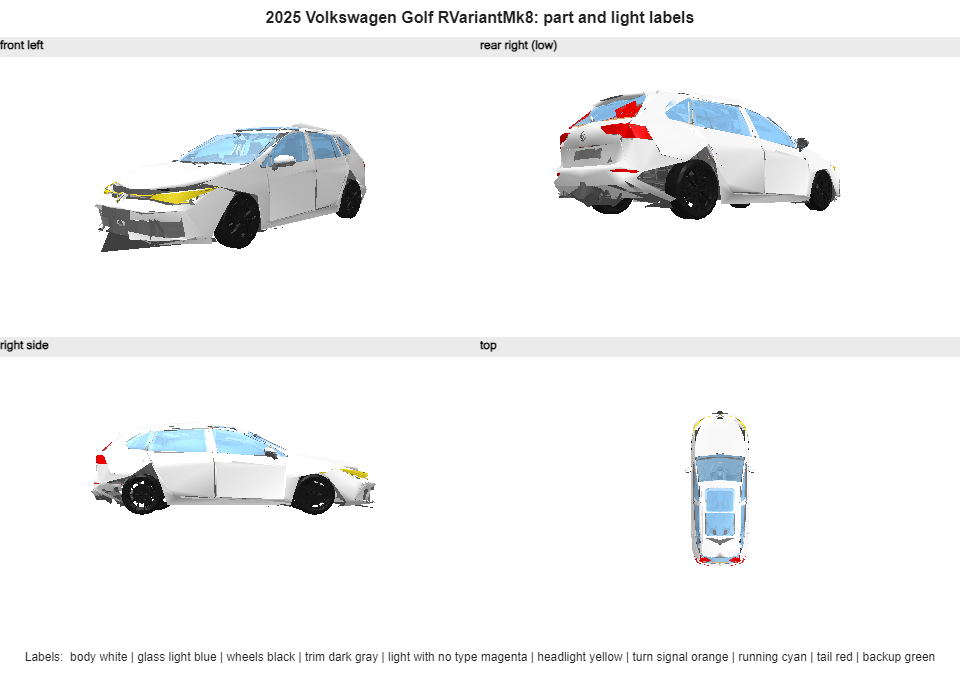 2025 Volkswagen Golf RVariantMk8: part and light labels
front left
rear right (low)
right side
top
Labels:  body white | glass light blue | wheels black | trim dark gray | light with no type magenta | headlight yellow | turn signal orange | running cyan | tail red | backup green